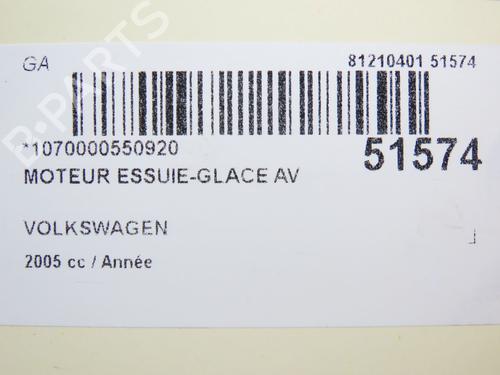 GA 81210401 51574
*1070000550920 51574
MOTEUR ESSUIE-GLACE AV
VOLKSWAGEN
2005 cc / Année
B-PARTS